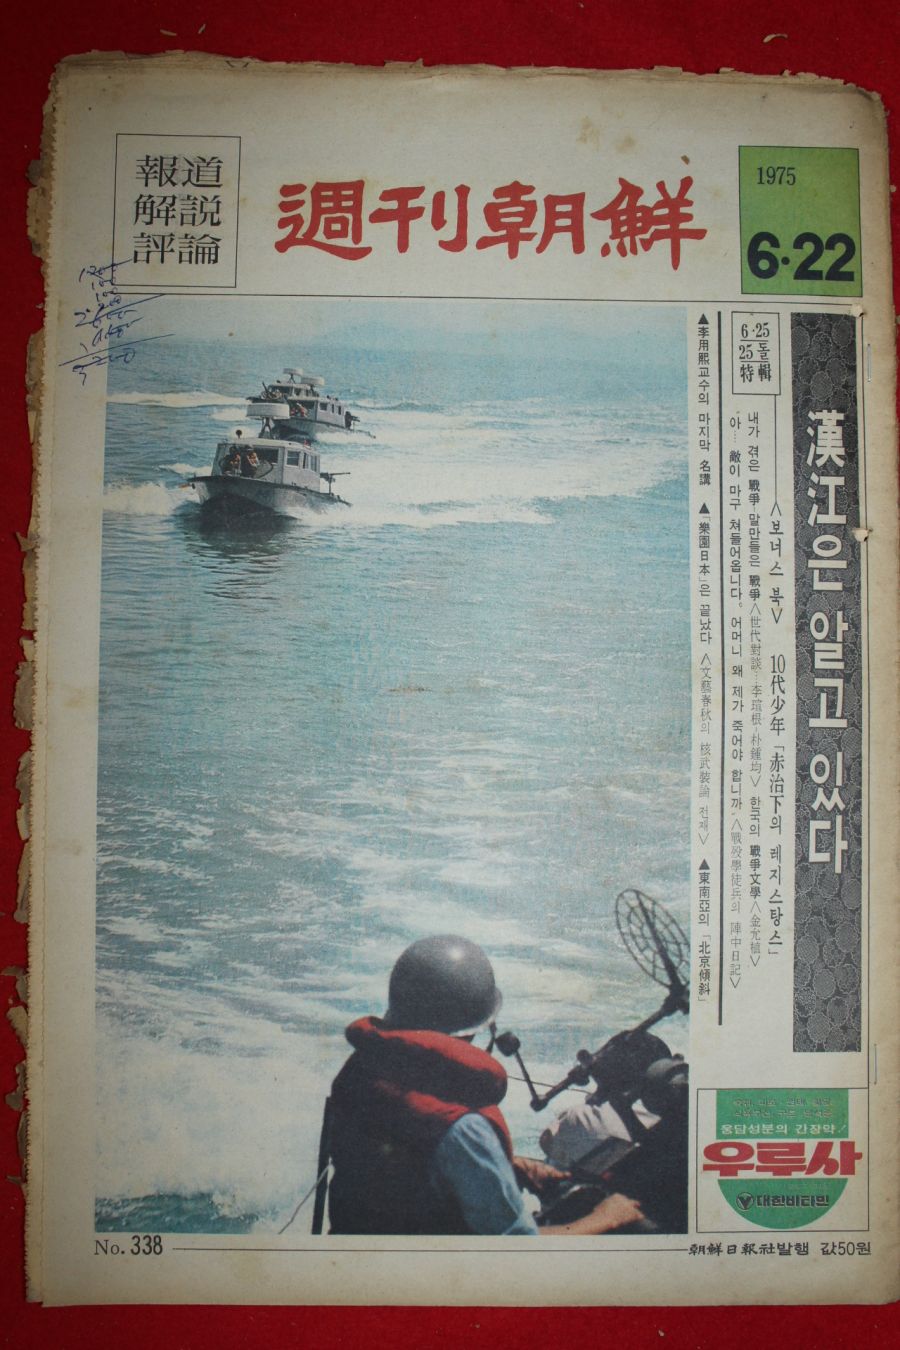 報道
解説
評論
週刊朝鮮
1975
6·22
漢江은 알고 있다
6·25
25돌
特輯
<보너스 북> 10代少年「赤治下의 레지스탕스」
내가 겪은 戰爭·말만들은 戰爭<世代對談…李瑄根·朴鍾均> 한국의 戰爭文學<金允植>
아… 敵이 마구 쳐들어옵니다. 어머니 왜 제가 죽어야 합니까<戰歿學徒兵의 陣中日記>
▲李用熙교수의 마지막 名講 ▲「樂園日本」은 끝났다 <文藝春秋의 核武裝論 전재> ▲東南亞의 「北京傾斜」
웅담성분의 간장약!
우루사
대한비타민
No. 338
朝鮮日報社발행 값50원